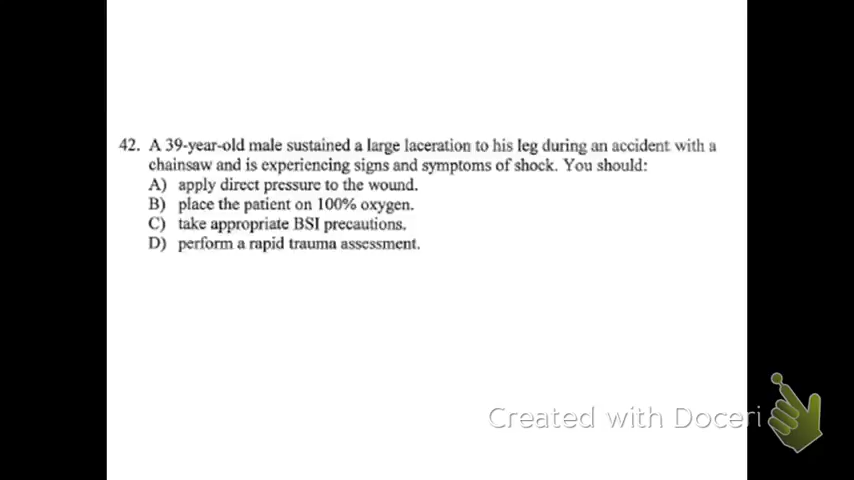 42. A 39-year-old male sustained a large laceration to his leg during an accident with a
chainsaw and is experiencing signs and symptoms of shock. You should:
A) apply direct pressure to the wound.
B) place the patient on 100% oxygen.
C) take appropriate BSI precautions.
D) perform a rapid trauma assessment.
Created with Doceri